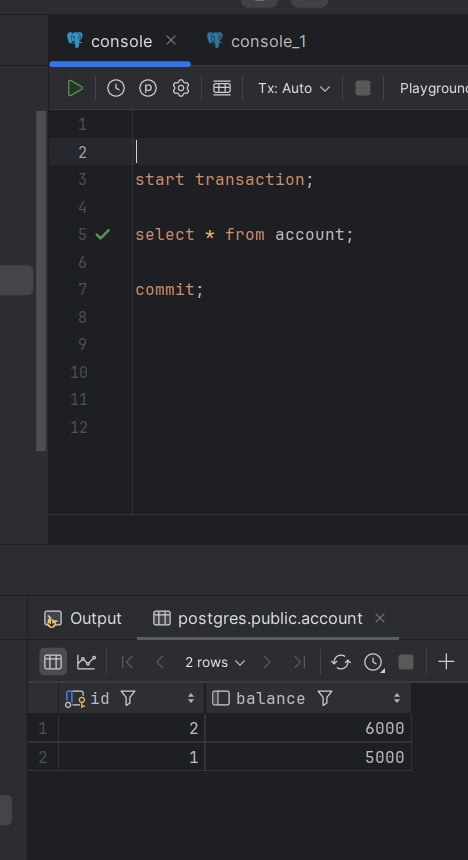 console console_1
Tx: Auto Playground
1
2
3 start transaction;
4
5 select * from account;
6
7 commit;
8
9
10
11
12
Output postgres.public.account
2 rows
id balance
1 2 6000
2 1 5000